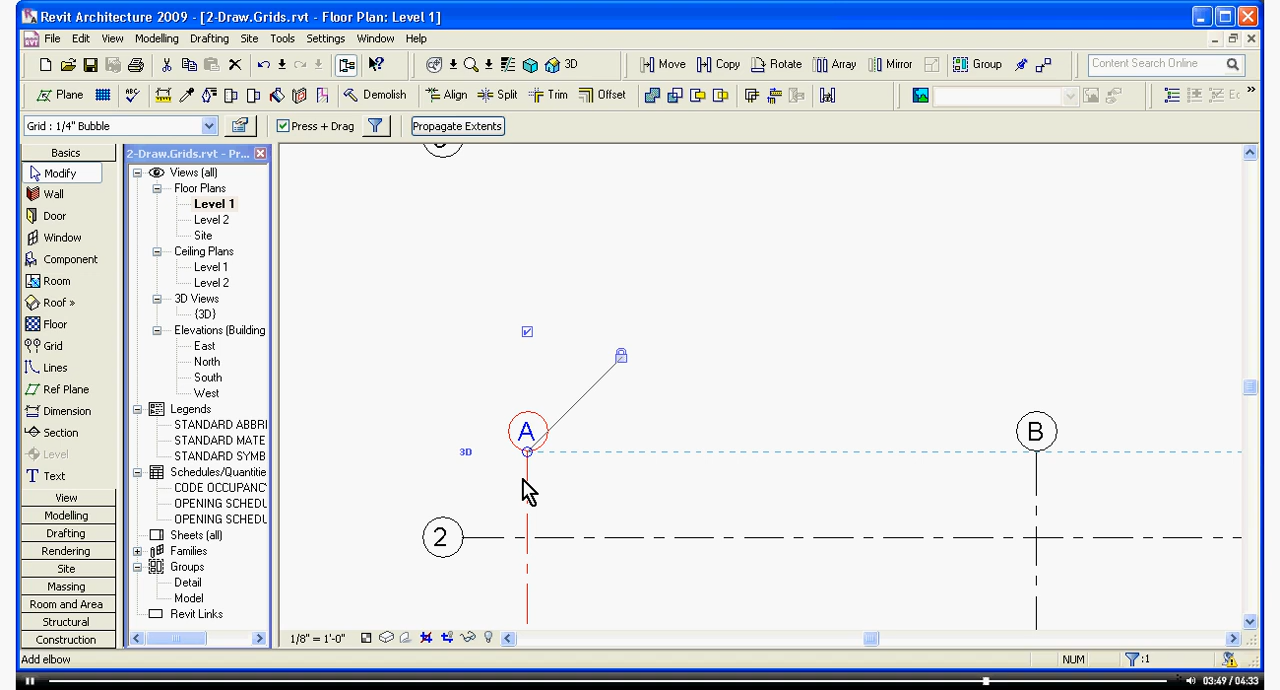 Revit Architecture 2009 - [2-Draw.Grids.rvt - Floor Plan: Level 1]
File Edit View Modelling Drafting Site Tools Settings Window Help
3D Move Copy Rotate Array Mirror Group Content Search Online
Plane Demolish Align Split Trim Offset
Grid : 1/4" Bubble Press + Drag Propagate Extents
Basics
Modify
Wall
Door
Window
Component
Room
Roof »
Floor
Grid
Lines
Ref Plane
Dimension
Section
Level
Text
View
Modelling
Drafting
Rendering
Site
Massing
Room and Area
Structural
Construction
2-Draw.Grids.rvt - Pr...
Views (all)
Floor Plans
Level 1
Level 2
Site
Ceiling Plans
Level 1
Level 2
3D Views
{3D}
Elevations (Building
East
North
South
West
Legends
STANDARD ABBRI
STANDARD MATE
STANDARD SYMB
Schedules/Quantitie
CODE OCCUPANC
OPENING SCHEDU
OPENING SCHEDU
Sheets (all)
Families
Groups
Detail
Model
Revit Links
A
B
3D
2
1/8" = 1'-0"
Add elbow
NUM
:1
03:49 / 04:33